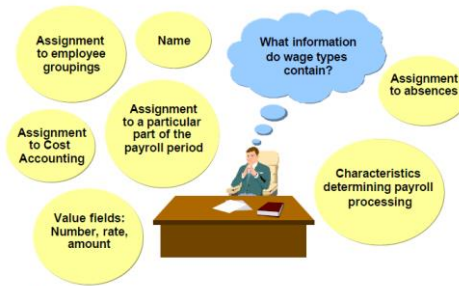 Assignment
to employee
groupings
Name
What information
do wage types
contain?
Assignment
to absences
Assignment
to a particular
part of the
payroll period
Assignment
to Cost
Accounting
Characteristics
determining payroll
processing
Value fields:
Number, rate,
amount